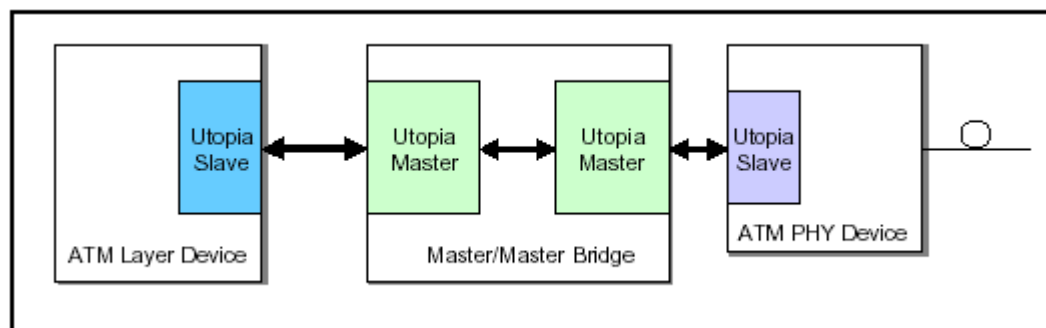 Utopia
Slave
Utopia
Master
Utopia
Master
Utopia
Slave
ATM Layer Device
Master/Master Bridge
ATM PHY Device